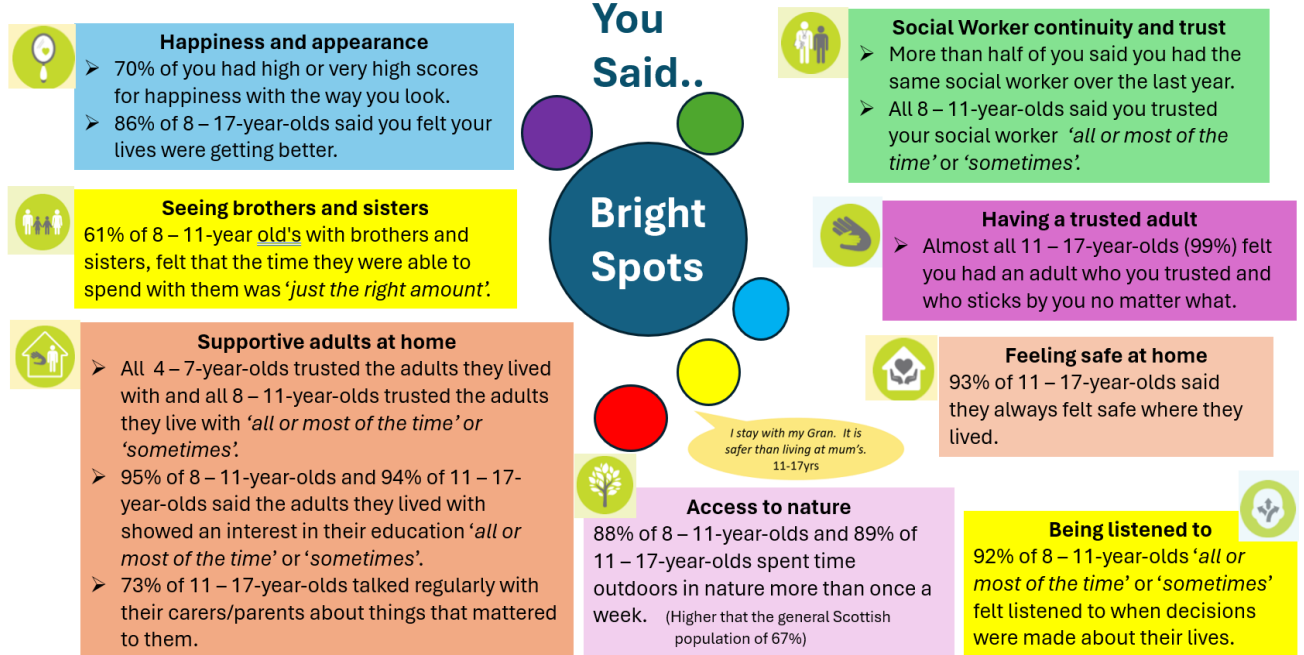 You
Said..
Bright
Spots
Happiness and appearance
➢ 70% of you had high or very high scores
for happiness with the way you look.
➢ 86% of 8 – 17-year-olds said you felt your
lives were getting better.
Seeing brothers and sisters
61% of 8 – 11-year old's with brothers and
sisters, felt that the time they were able to
spend with them was ‘just the right amount’.
Supportive adults at home
➢ All 4 – 7-year-olds trusted the adults they lived
with and all 8 – 11-year-olds trusted the adults
they live with ‘all or most of the time’ or
‘sometimes’.
➢ 95% of 8 – 11-year-olds and 94% of 11 – 17-
year-olds said the adults they lived with
showed an interest in their education ‘all or
most of the time’ or ‘sometimes’.
➢ 73% of 11 – 17-year-olds talked regularly with
their carers/parents about things that mattered
to them.
Social Worker continuity and trust
➢ More than half of you said you had the
same social worker over the last year.
➢ All 8 – 11-year-olds said you trusted
your social worker ‘all or most of the
time’ or ‘sometimes’.
Having a trusted adult
➢ Almost all 11 – 17-year-olds (99%) felt
you had an adult who you trusted and
who sticks by you no matter what.
Feeling safe at home
93% of 11 – 17-year-olds said
they always felt safe where they
lived.
I stay with my Gran. It is
safer than living at mum’s.
11-17yrs
Access to nature
88% of 8 – 11-year-olds and 89% of
11 – 17-year-olds spent time
outdoors in nature more than once a
week. (Higher that the general Scottish
population of 67%)
Being listened to
92% of 8 – 11-year-olds ‘all or
most of the time’ or ‘sometimes’
felt listened to when decisions
were made about their lives.